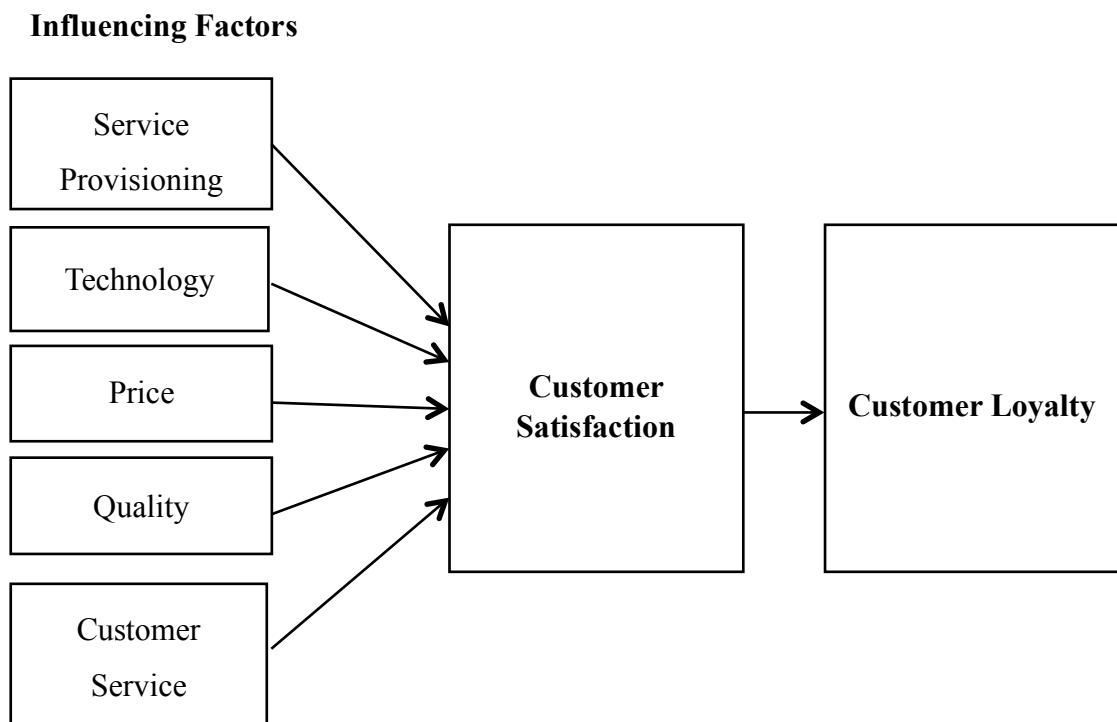 Influencing Factors
Service
Provisioning
Technology
Price
Quality
Customer
Service
Customer
Satisfaction
Customer Loyalty